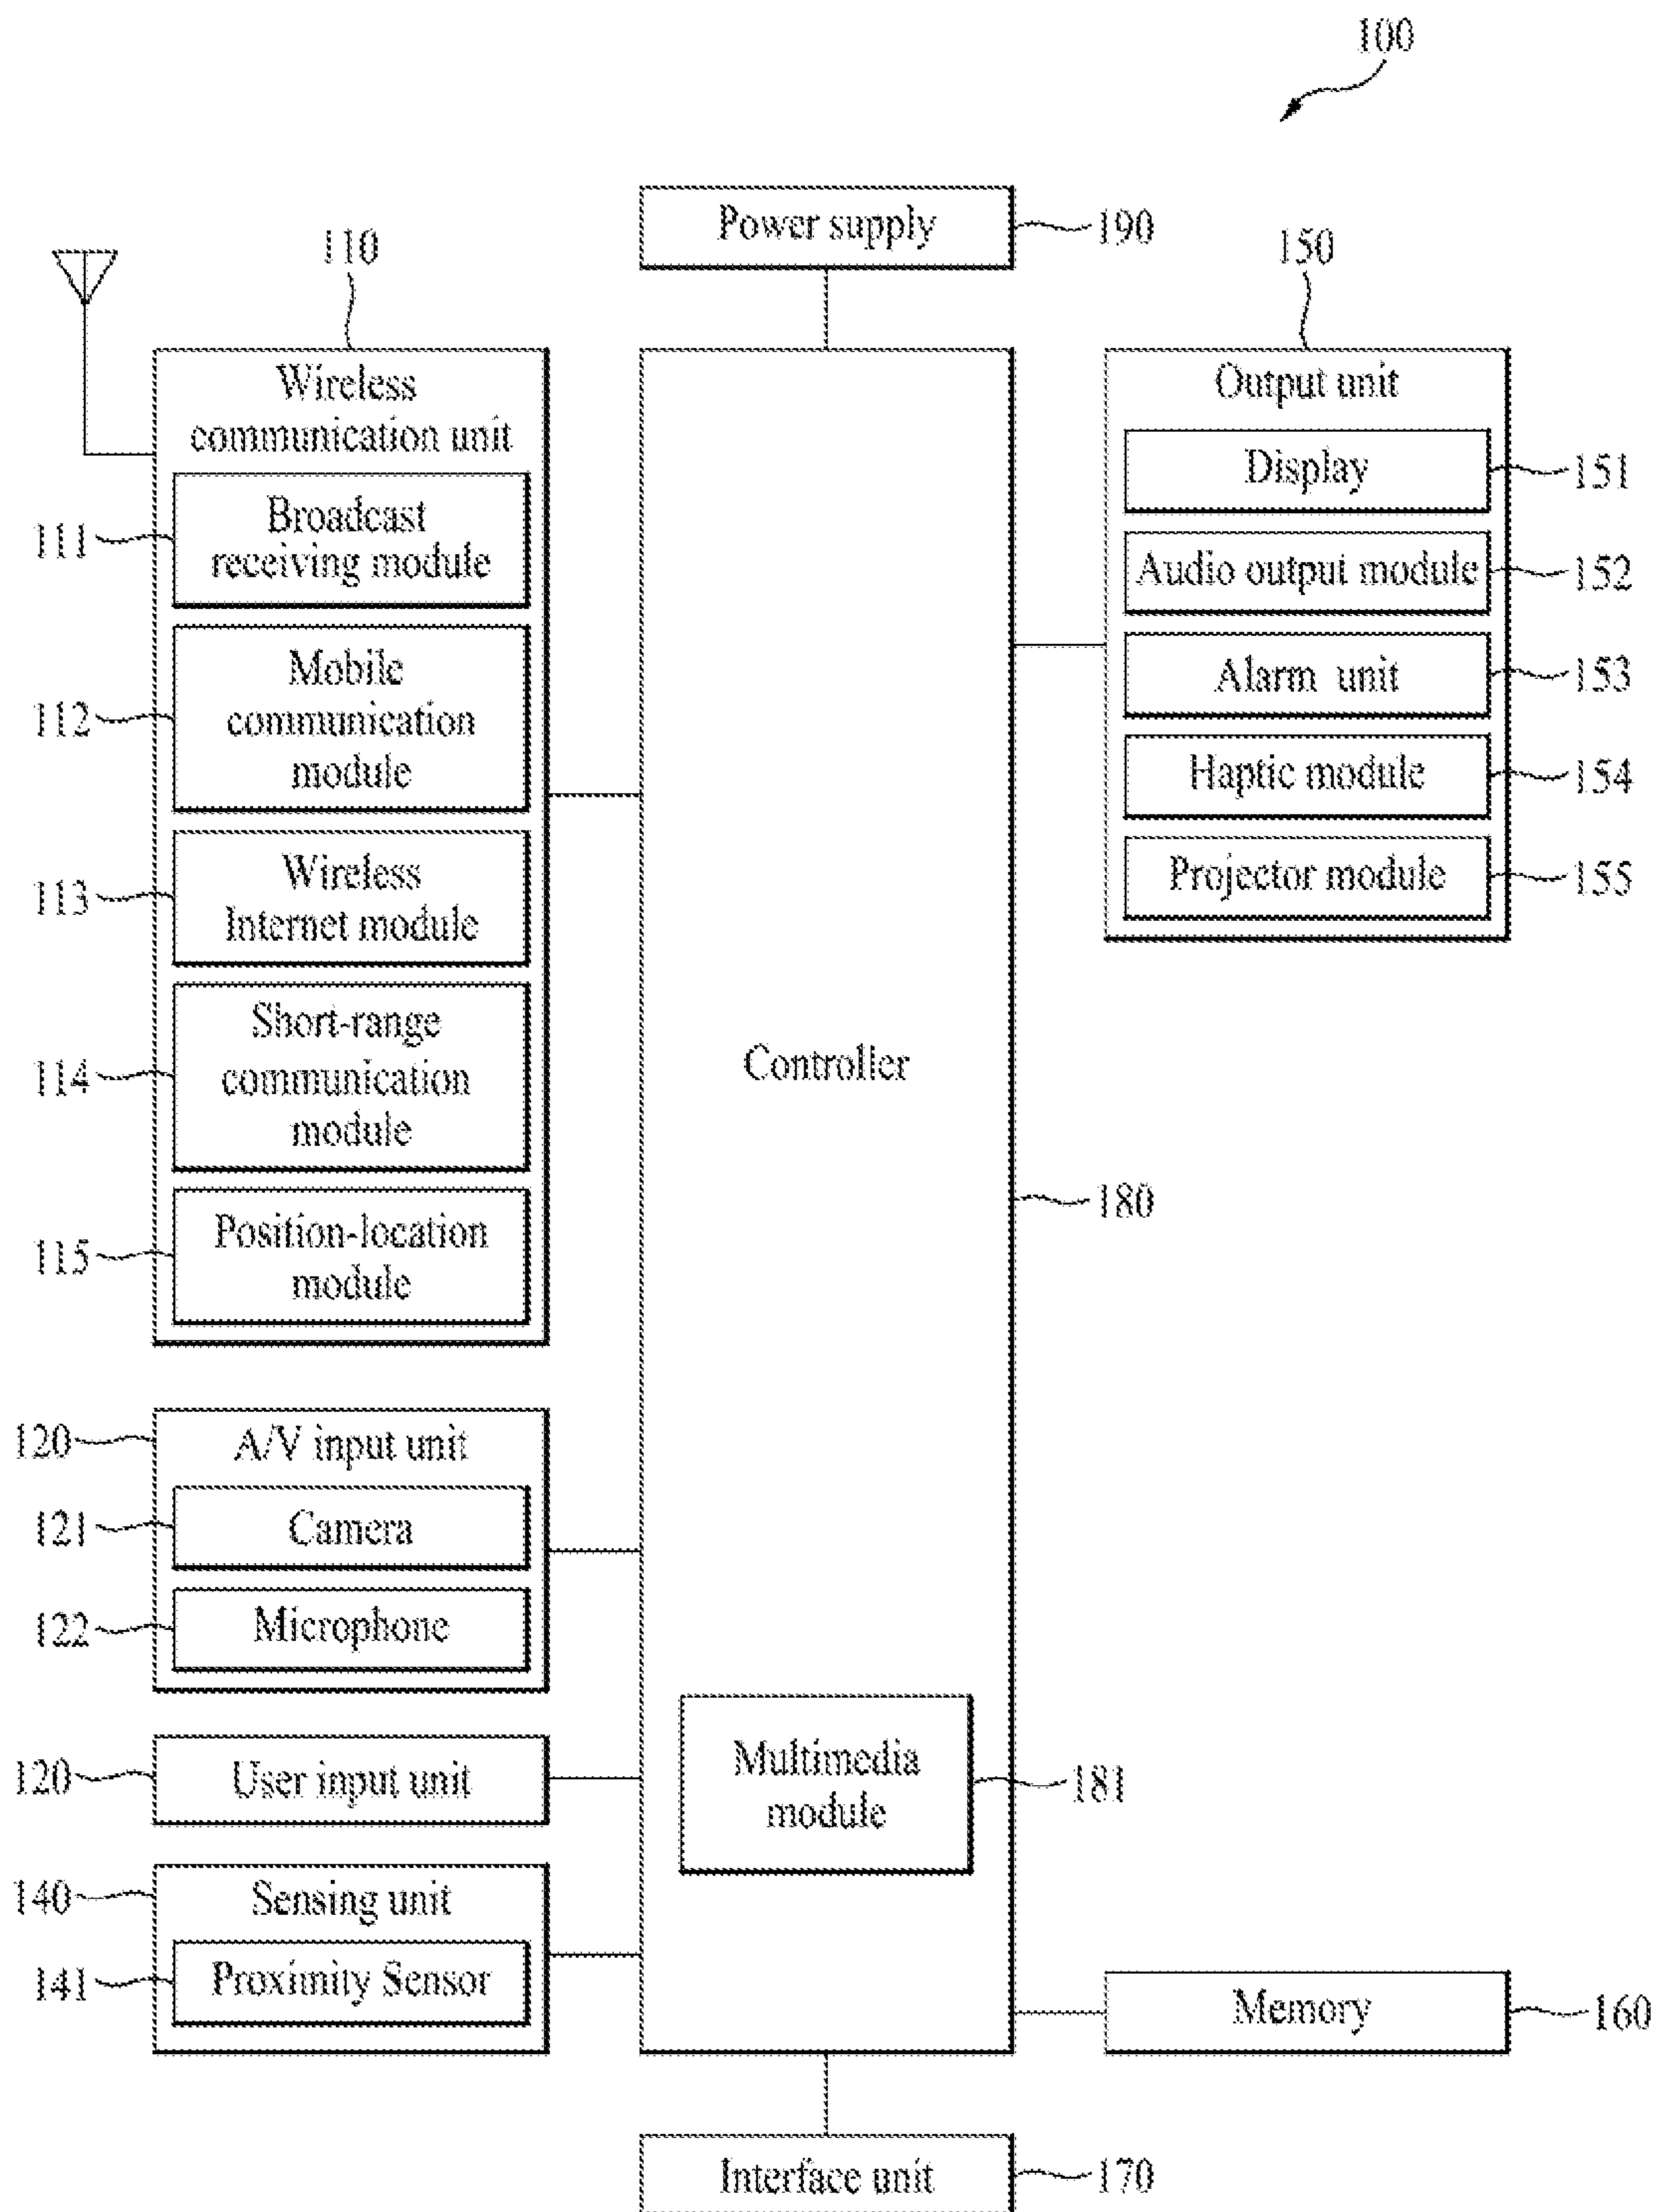 100
Power supply
190
110
150
Wireless
communication unit
Broadcast
receiving module
111
Mobile
communication
module
112
Wireless
Internet module
113
Short-range
communication
module
114
Position-location
module
115
Output unit
Display
151
Audio output module
152
Alarm unit
153
Haptic module
154
Projector module
155
Controller
180
120
A/V input unit
121
Camera
122
Microphone
120
User input unit
Multimedia
module
181
140
Sensing unit
141
Proximity Sensor
Memory
160
Interface unit
170